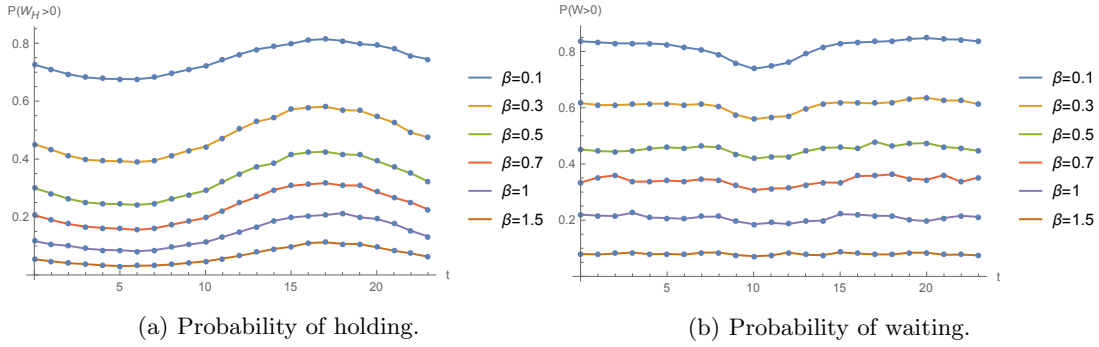 P(W_H>0)
0.8
0.6
0.4
0.2
5
10
15
20
t
β=0.1
β=0.3
β=0.5
β=0.7
β=1
β=1.5
(a) Probability of holding.
P(W>0)
0.8
0.6
0.4
0.2
5
10
15
20
t
β=0.1
β=0.3
β=0.5
β=0.7
β=1
β=1.5
(b) Probability of waiting.